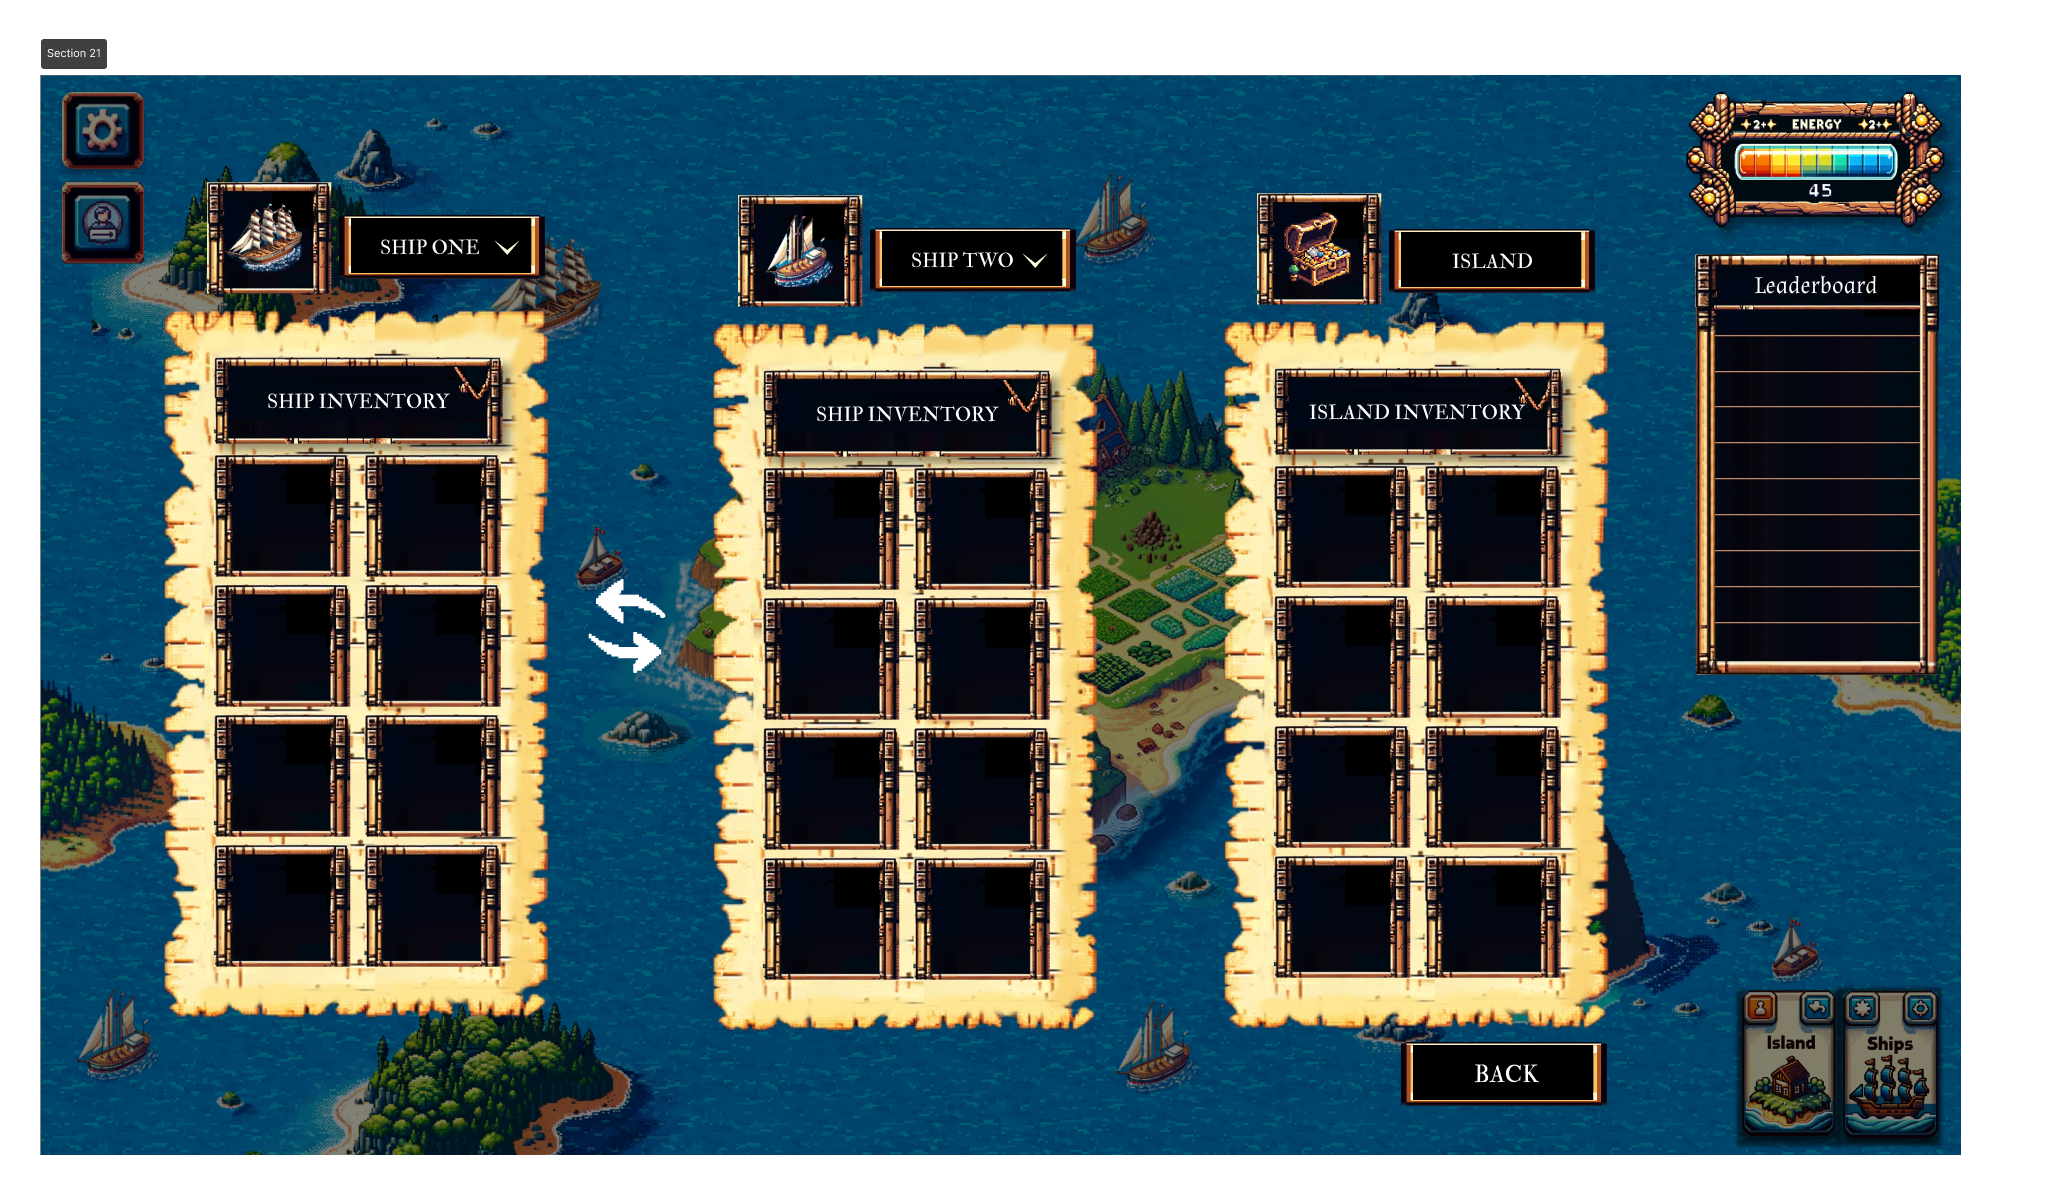 Section 21
2+ ENERGY 2+
45
SHIP ONE
SHIP TWO
ISLAND
Leaderboard
SHIP INVENTORY
SHIP INVENTORY
ISLAND INVENTORY
BACK
Island
Ships